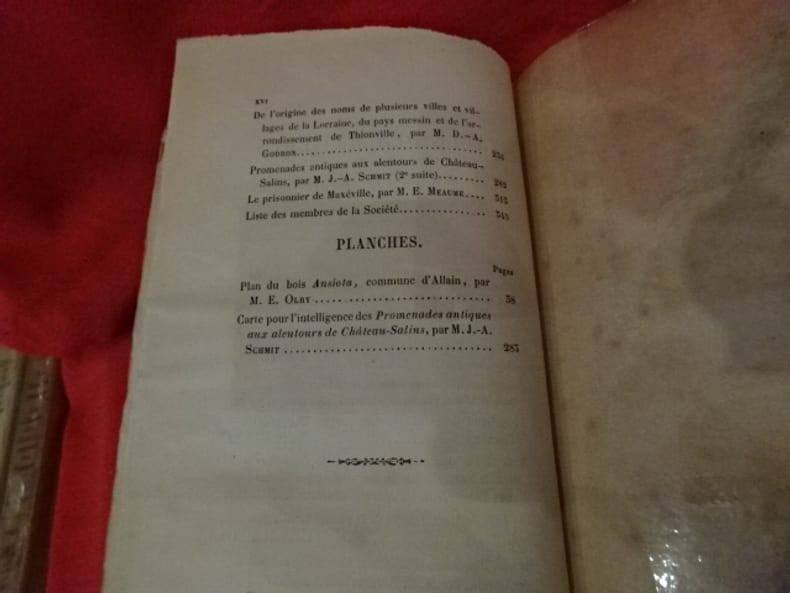 xvi
De l'origine des noms de plusieurs villes et vil-
lages de la Lorraine, du pays messin et de l'ar-
rondissement de Thionville, par M. D.-A.
Godron
Promenades antiques aux alentours de Château-
Salins, par M. J.-A. Schmit (2e suite)
Le prisonnier de Maxéville, par M. E. Meaume
Liste des membres de la Société
PLANCHES.
Pages
Plan du bois Ansiota, commune d'Allain, par
M. E. Olry 58
Carte pour l'intelligence des Promenades antiques
aux alentours de Château-Salins, par M. J.-A.
Schmit